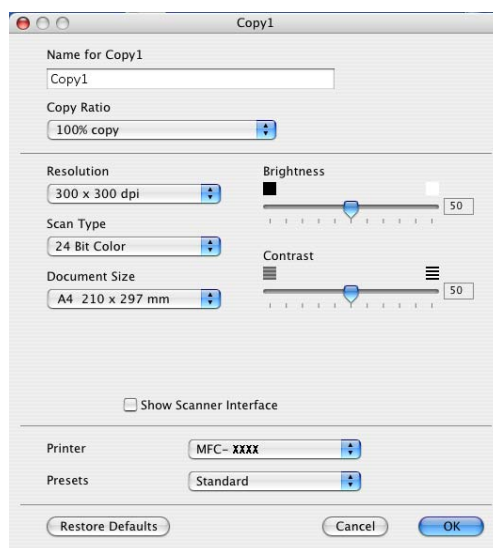 Copy1
Name for Copy1
Copy1
Copy Ratio
100% copy
Resolution
300 x 300 dpi
Scan Type
24 Bit Color
Document Size
A4 210 x 297 mm
Brightness
50
Contrast
50
Show Scanner Interface
Printer
MFC- XXXX
Presets
Standard
Restore Defaults
Cancel
OK